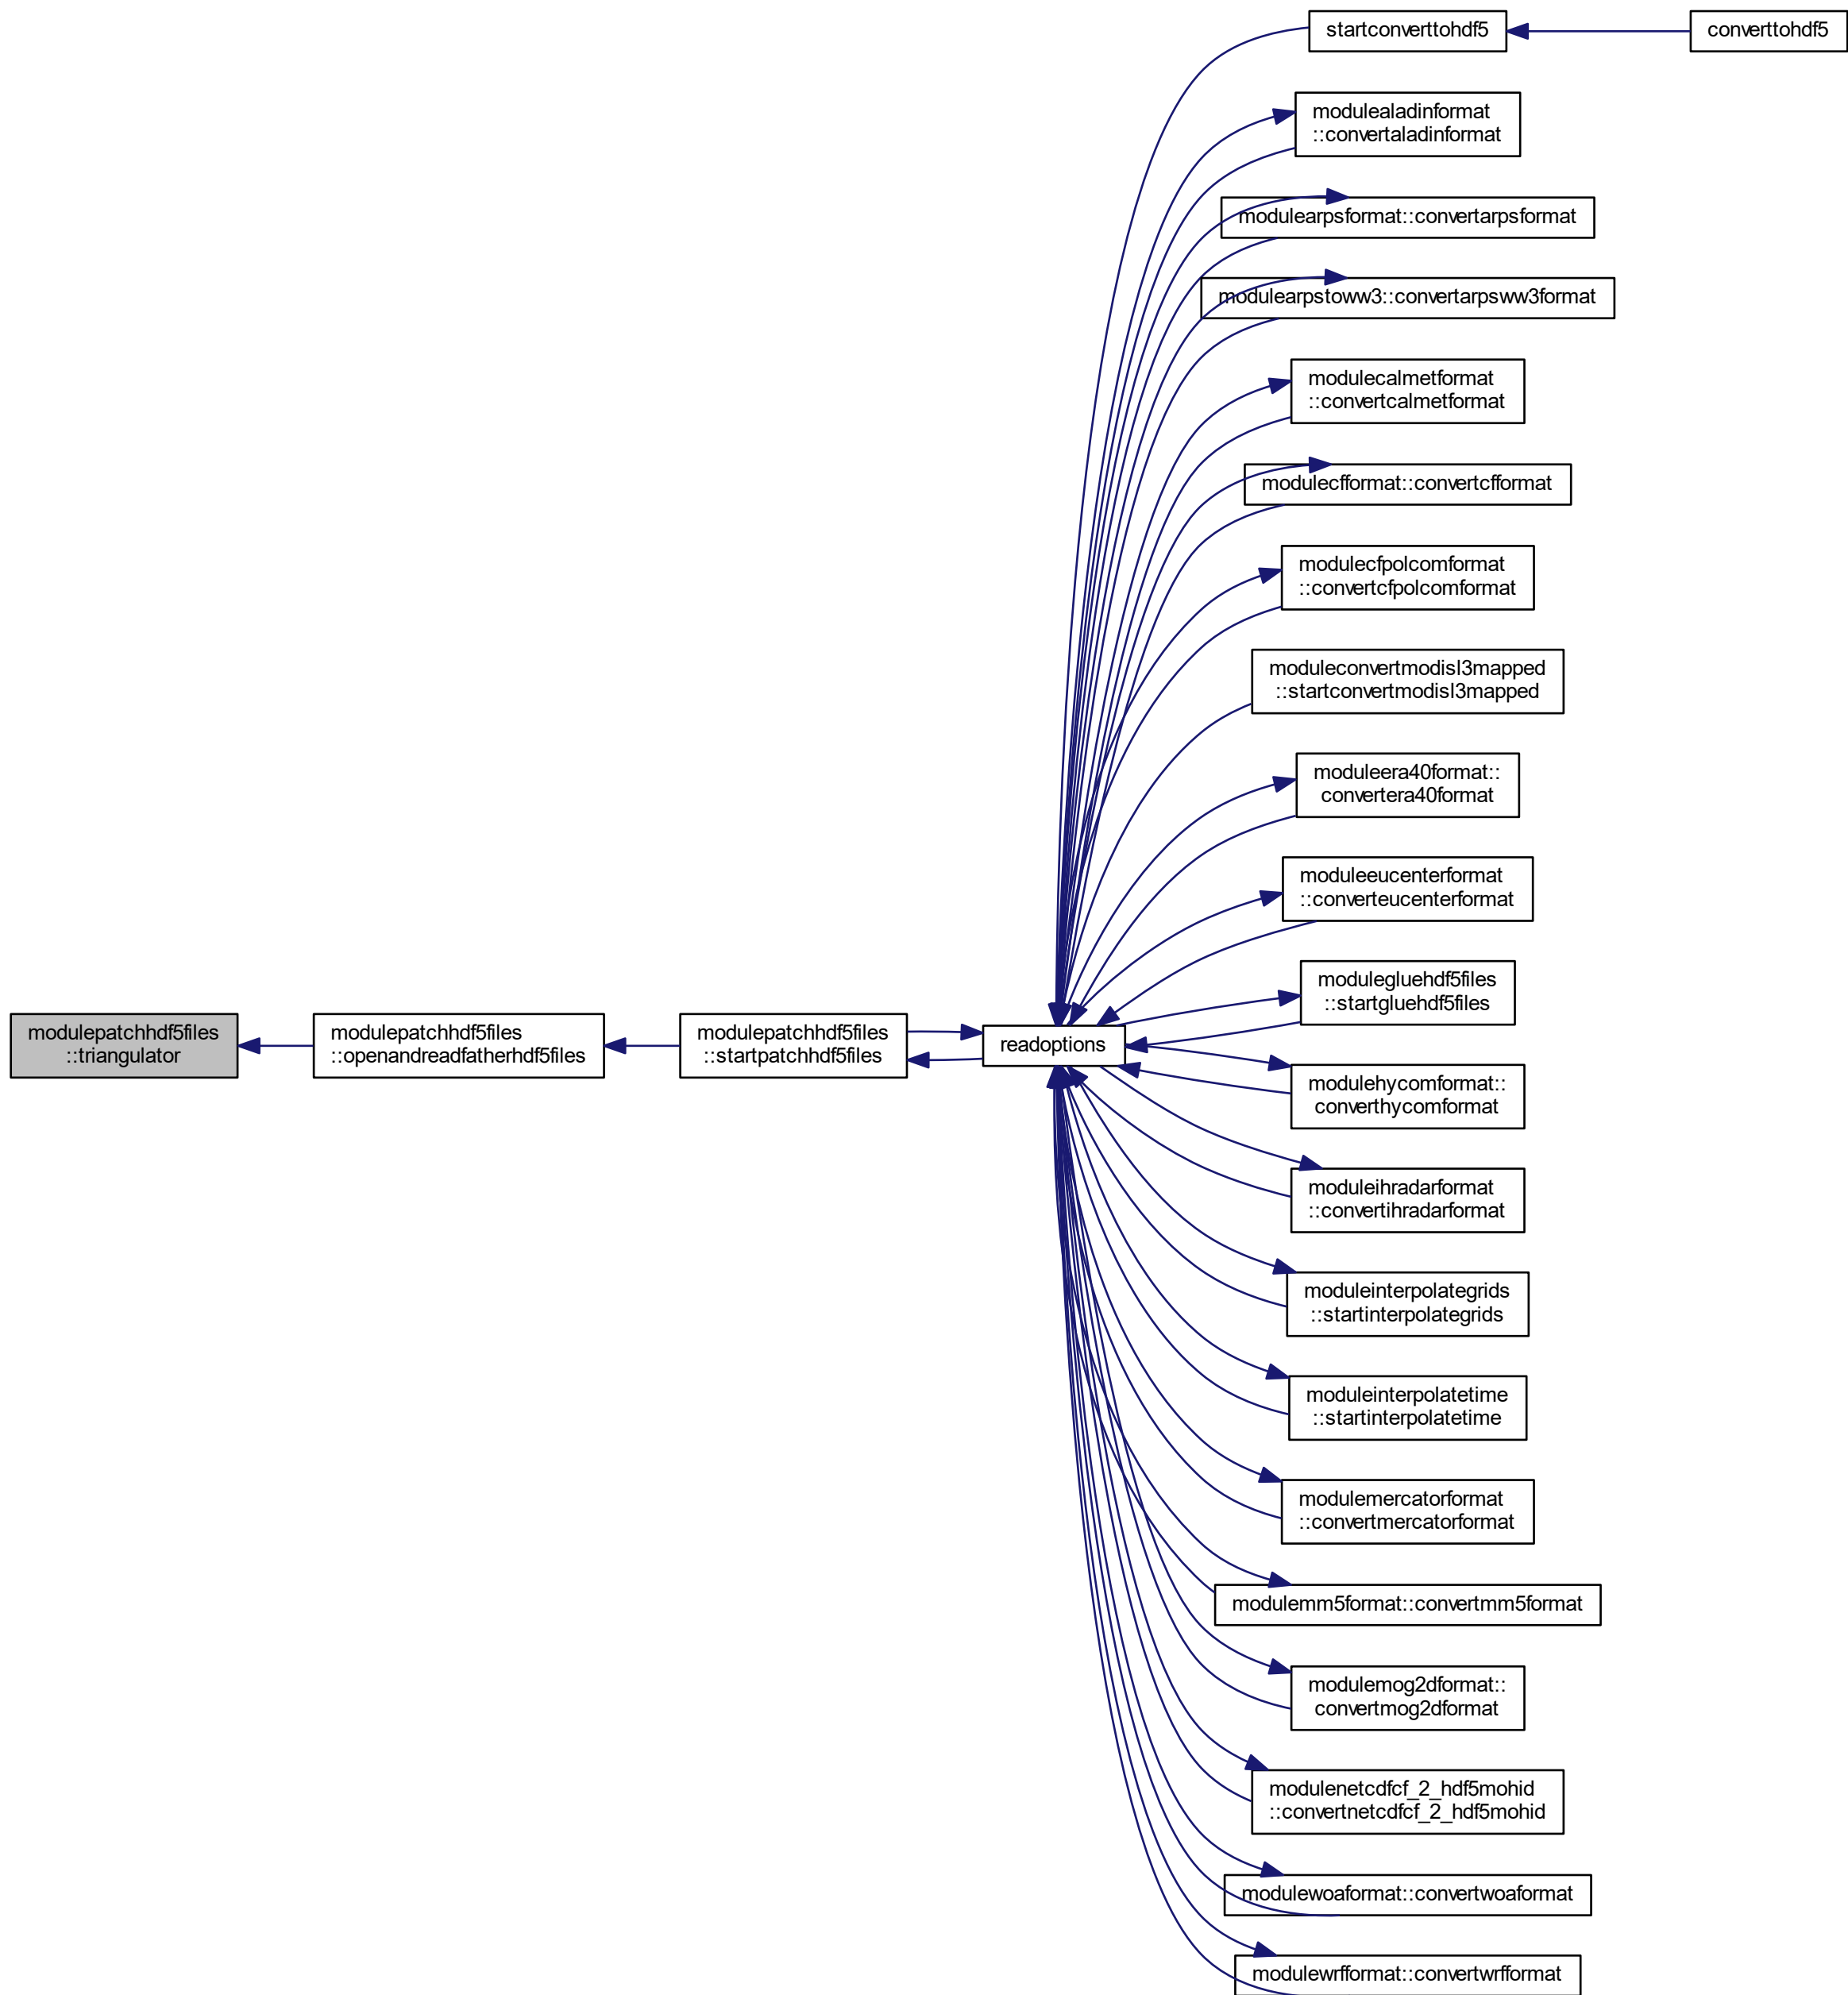 startconverttohdf5
converttohdf5
modulealadinformat
::convertaladinformat
modulearpsformat::convertarpsformat
modulearpstoww3::convertarpsww3format
modulecalmetformat
::convertcalmetformat
modulecfformat::convertcfformat
modulecfpolcomformat
::convertcfpolcomformat
moduleconvertmodisl3mapped
::startconvertmodisl3mapped
moduleera40format::
convertera40format
moduleeucenterformat
::converteucenterformat
modulegluehdf5files
::startgluehdf5files
modulepatchhdf5files
::triangulator
modulepatchhdf5files
::openandreadfatherhdf5files
modulepatchhdf5files
::startpatchhdf5files
readoptions
modulehycomformat::
converthycomformat
moduleihradarformat
::convertihradarformat
moduleinterpolategrids
::startinterpolategrids
moduleinterpolatetime
::startinterpolatetime
modulemercatorformat
::convertmercatorformat
modulemm5format::convertmm5format
modulemog2dformat::
convertmog2dformat
modulenetcdfcf_2_hdf5mohid
::convertnetcdfcf_2_hdf5mohid
modulewoaformat::convertwoaformat
modulewrfformat::convertwrfformat